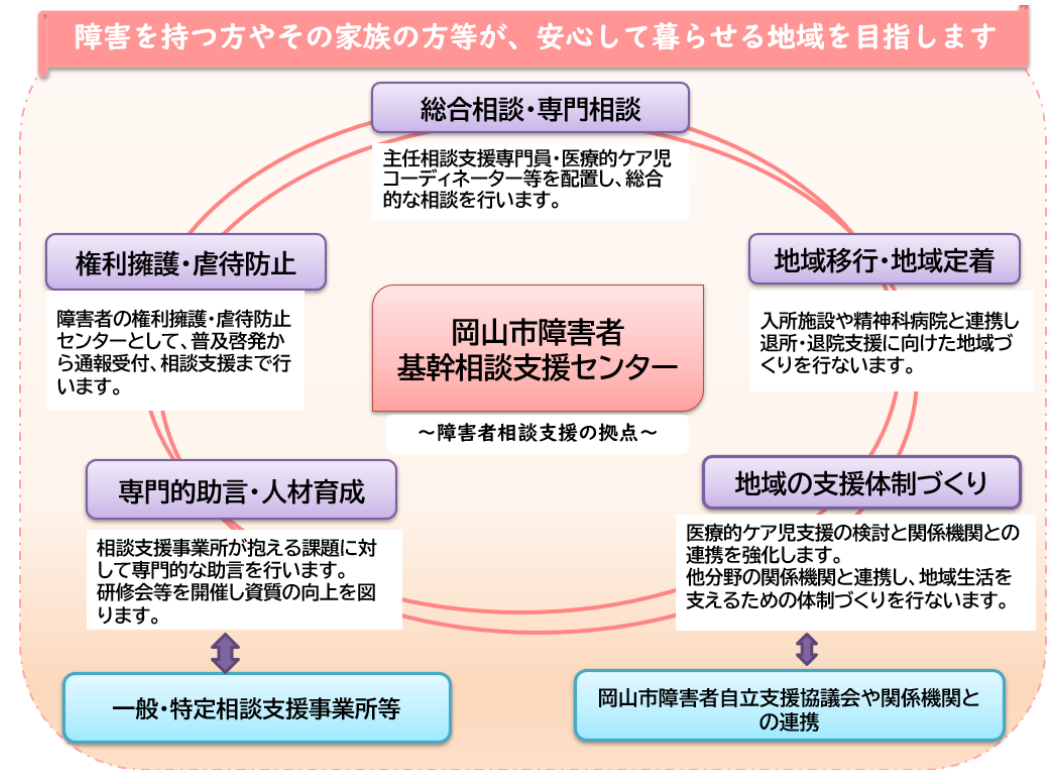 障害を持つ方やその家族の方等が、安心して暮らせる地域を目指します
総合相談・専門相談
主任相談支援専門員・医療的ケア児
コーディネーター等を配置し、総合
的な相談を行います。
権利擁護・虐待防止
障害者の権利擁護・虐待防止
センターとして、普及啓発か
ら通報受付、相談支援まで行
います。
地域移行・地域定着
入所施設や精神科病院と連携し
退所・退院支援に向けた地域づ
くりを行ないます。
岡山市障害者
基幹相談支援センター
～障害者相談支援の拠点～
専門的助言・人材育成
相談支援事業所が抱える課題に対
して専門的な助言を行います。
研修会等を開催し資質の向上を図
ります。
地域の支援体制づくり
医療的ケア児支援の検討と関係機関との
連携を強化します。
他分野の関係機関と連携し、地域生活を
支えるための体制づくりを行ないます。
一般・特定相談支援事業所等
岡山市障害者自立支援協議会や関係機関と
の連携